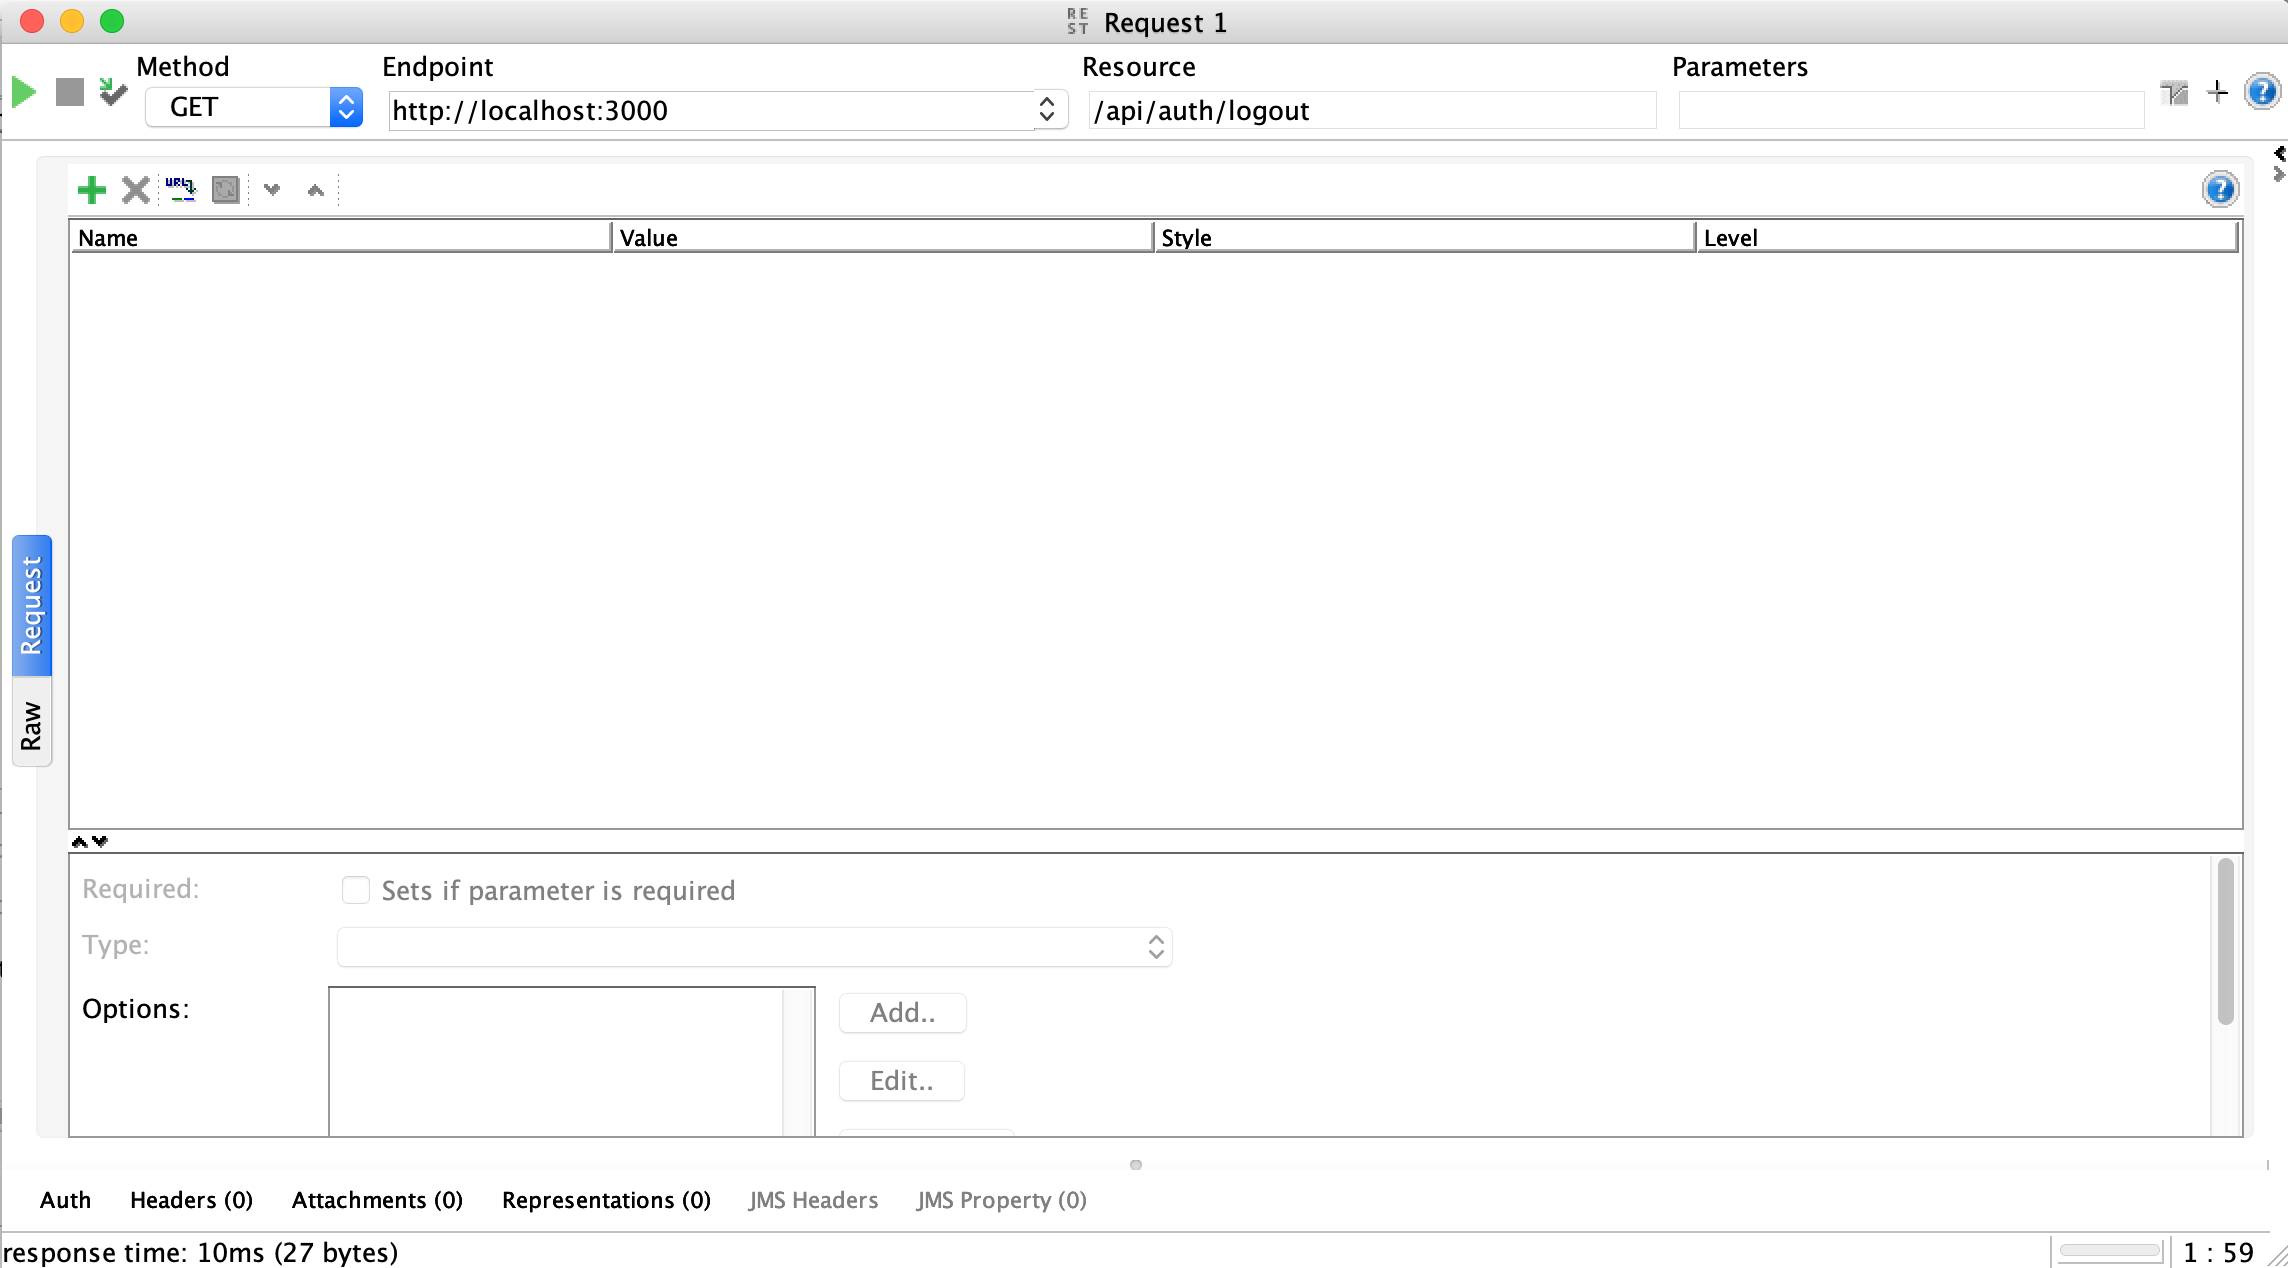 REST Request 1
Method
Endpoint
Resource
Parameters
GET
http://localhost:3000
/api/auth/logout
URL
Name
Value
Style
Level
Request
Raw
Required:
Sets if parameter is required
Type:
Options:
Add..
Edit..
Auth
Headers (0)
Attachments (0)
Representations (0)
JMS Headers
JMS Property (0)
response time: 10ms (27 bytes)
1 : 59